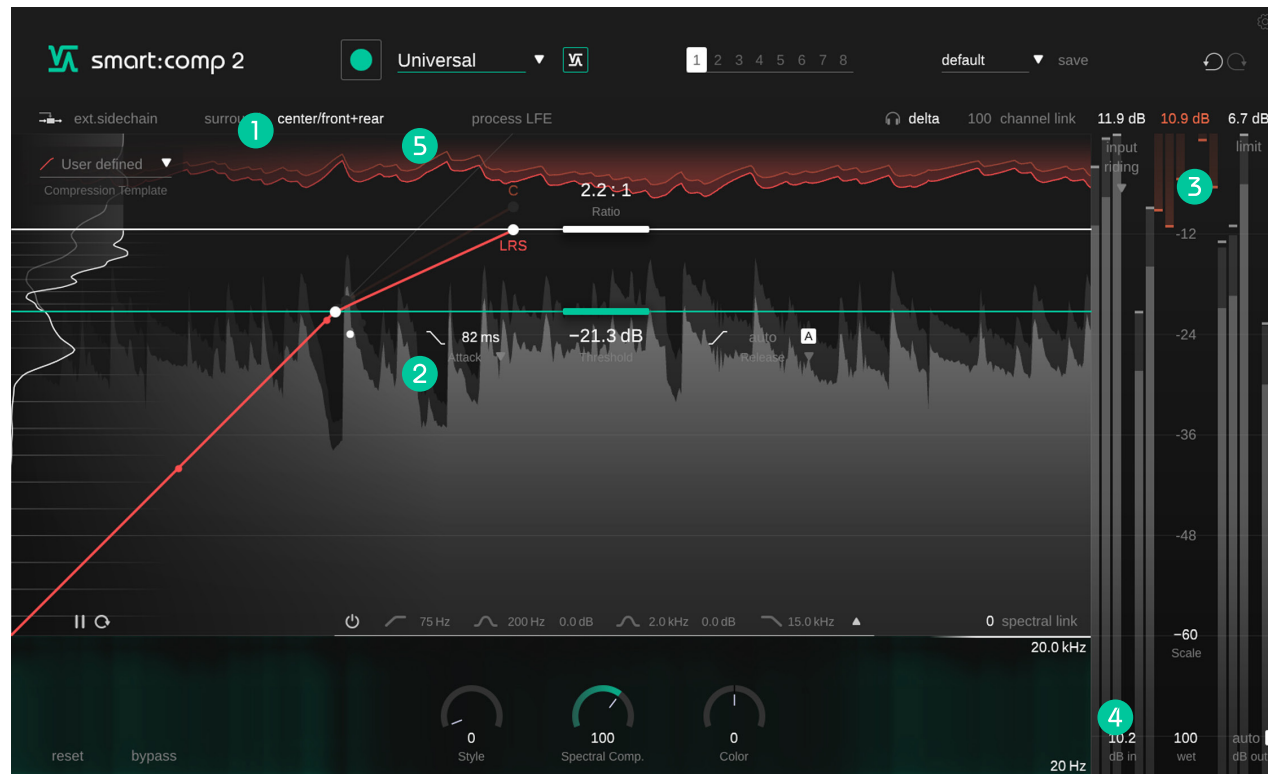 smart:comp 2
Universal
1 2 3 4 5 6 7 8
default
save
ext.sidechain
center/front+rear
process LFE
delta
100 channel link
11.9 dB
10.9 dB
6.7 dB
1
5
User defined
Compression Template
input
riding
limit
3
C
2.2 : 1
Ratio
LRS
-12
82 ms
Attack
−21.3 dB
Threshold
auto
A
Release
-24
2
-36
-48
75 Hz
200 Hz
0.0 dB
2.0 kHz
0.0 dB
15.0 kHz
0 spectral link
−60
Scale
20.0 kHz
4
0
Style
100
Spectral Comp.
0
Color
10.2
dB in
100
wet
auto
dB out
reset
bypass
20 Hz